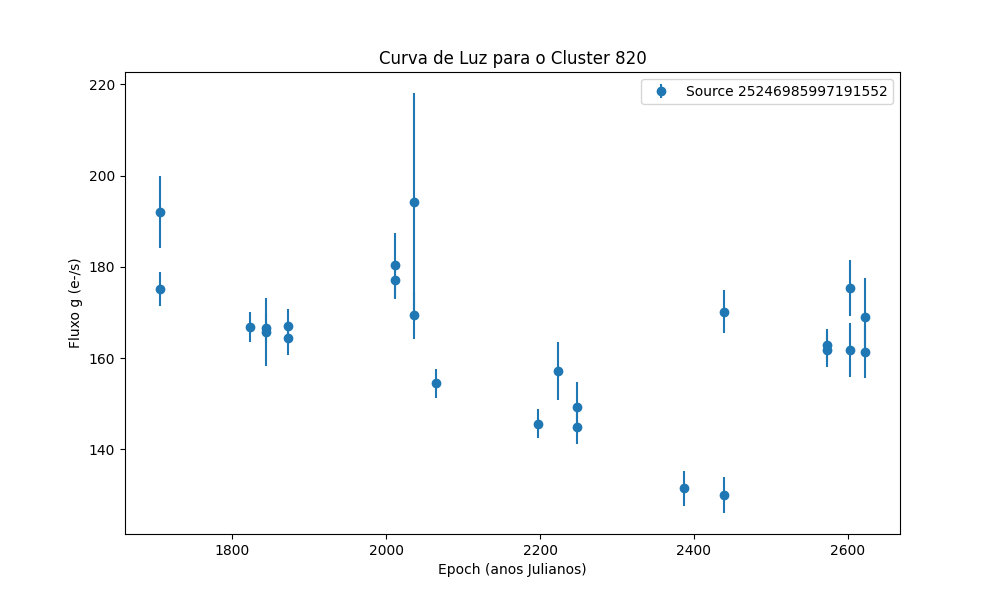 Curva de Luz para o Cluster 820
Source 25246985997191552
Fluxo g (e-/s)
220
200
180
160
140
1800
2000
2200
2400
2600
Epoch (anos Julianos)